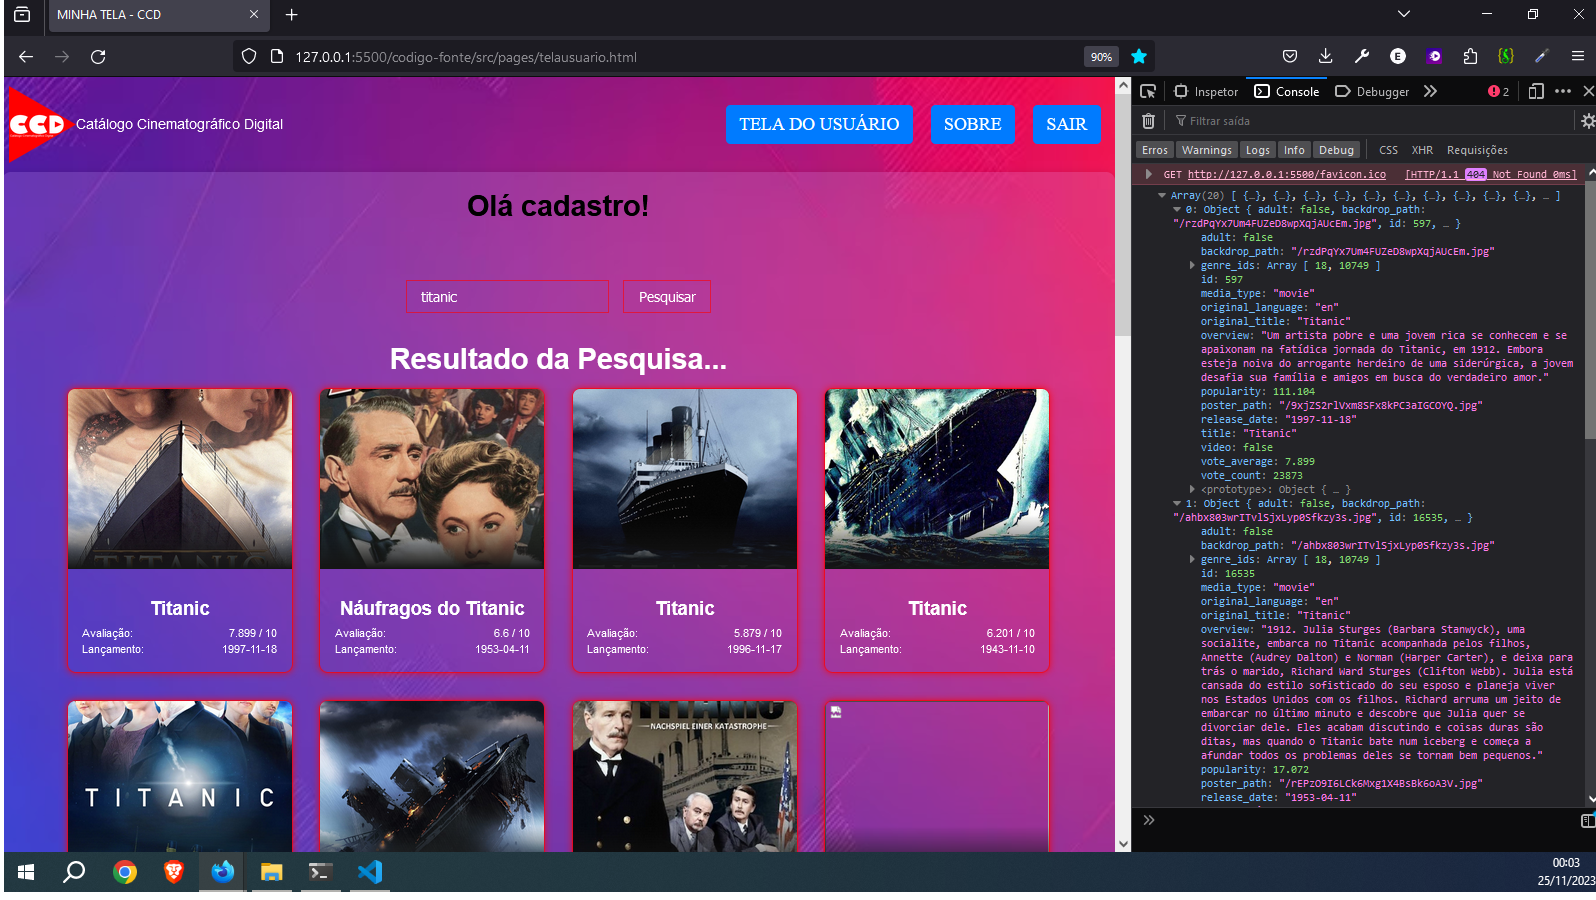 MINHA TELA - CCD
127.0.0.1:5500/codigo-fonte/src/pages/telausuario.html
90%
E
CCD
Catálogo Cinematográfico Digital
TELA DO USUÁRIO
SOBRE
SAIR
Olá cadastro!
titanic
Pesquisar
Resultado da Pesquisa...
TITANIC
Titanic
Avaliação: 7.899 / 10
Lançamento: 1997-11-18
Náufragos do Titanic
Avaliação: 6.6 / 10
Lançamento: 1953-04-11
Titanic
Avaliação: 5.879 / 10
Lançamento: 1996-11-17
Titanic
Avaliação: 6.201 / 10
Lançamento: 1943-11-10
TITANIC
TITANIC
NACHSPIEL EINER KATASTROPHE
Inspetor
Console
Debugger
2
Filtrar saída
Erros
Warnings
Logs
Info
Debug
CSS
XHR
Requisições
GET http://127.0.0.1:5500/favicon.ico [HTTP/1.1 404 Not Found 0ms]
Array(20) [ {…}, {…}, {…}, {…}, {…}, {…}, {…}, {…}, {…}, {…}, … ]
0: Object { adult: false, backdrop_path:
"/rzdPqYx7Um4FUZeD8wpXqjAUcEm.jpg", id: 597, … }
adult: false
backdrop_path: "/rzdPqYx7Um4FUZeD8wpXqjAUcEm.jpg"
genre_ids: Array [ 18, 10749 ]
id: 597
media_type: "movie"
original_language: "en"
original_title: "Titanic"
overview: "Um artista pobre e uma jovem rica se conhecem e se
apaixonam na fatídica jornada do Titanic, em 1912. Embora
esteja noiva do arrogante herdeiro de uma siderúrgica, a jovem
desafia sua família e amigos em busca do verdadeiro amor."
popularity: 111.104
poster_path: "/9xjZS2rlVxm8SFx8kPC3aIGCOYQ.jpg"
release_date: "1997-11-18"
title: "Titanic"
video: false
vote_average: 7.899
vote_count: 23873
<prototype>: Object { … }
1: Object { adult: false, backdrop_path:
"/ahbx803wrITvlSjxLyp0Sfkzy3s.jpg", id: 16535, … }
adult: false
backdrop_path: "/ahbx803wrITvlSjxLyp0Sfkzy3s.jpg"
genre_ids: Array [ 18, 10749 ]
id: 16535
media_type: "movie"
original_language: "en"
original_title: "Titanic"
overview: "1912. Julia Sturges (Barbara Stanwyck), uma
socialite, embarca no Titanic acompanhada pelos filhos,
Annette (Audrey Dalton) e Norman (Harper Carter), e deixa para
trás o marido, Richard Ward Sturges (Clifton Webb). Julia está
cansada do estilo sofisticado do seu esposo e planeja viver
nos Estados Unidos com os filhos. Richard arruma um jeito de
embarcar no último minuto e descobre que Julia quer se
divorciar dele. Eles acabam discutindo e coisas duras são
ditas, mas quando o Titanic bate num iceberg e começa a
afundar todos os problemas deles se tornam bem pequenos."
popularity: 17.072
poster_path: "/rEPzO9I6LCk6Mxg1X4BsBk6oA3V.jpg"
release_date: "1953-04-11"
00:03
25/11/2023